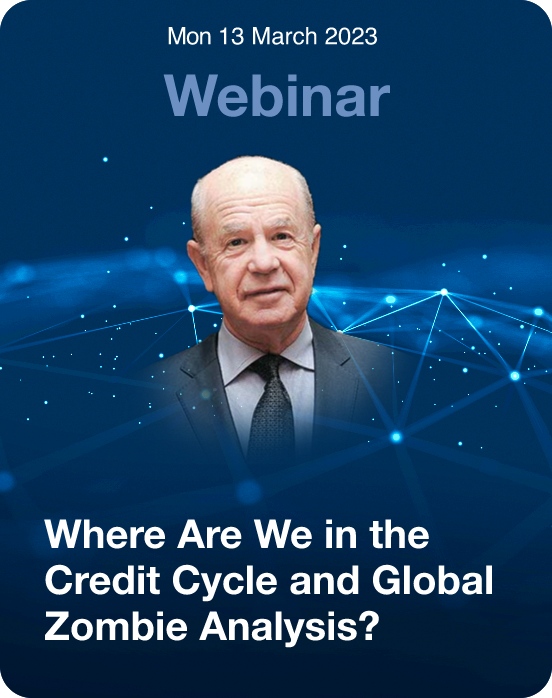 Mon 13 March 2023
Webinar
Where Are We in the
Credit Cycle and Global
Zombie Analysis?